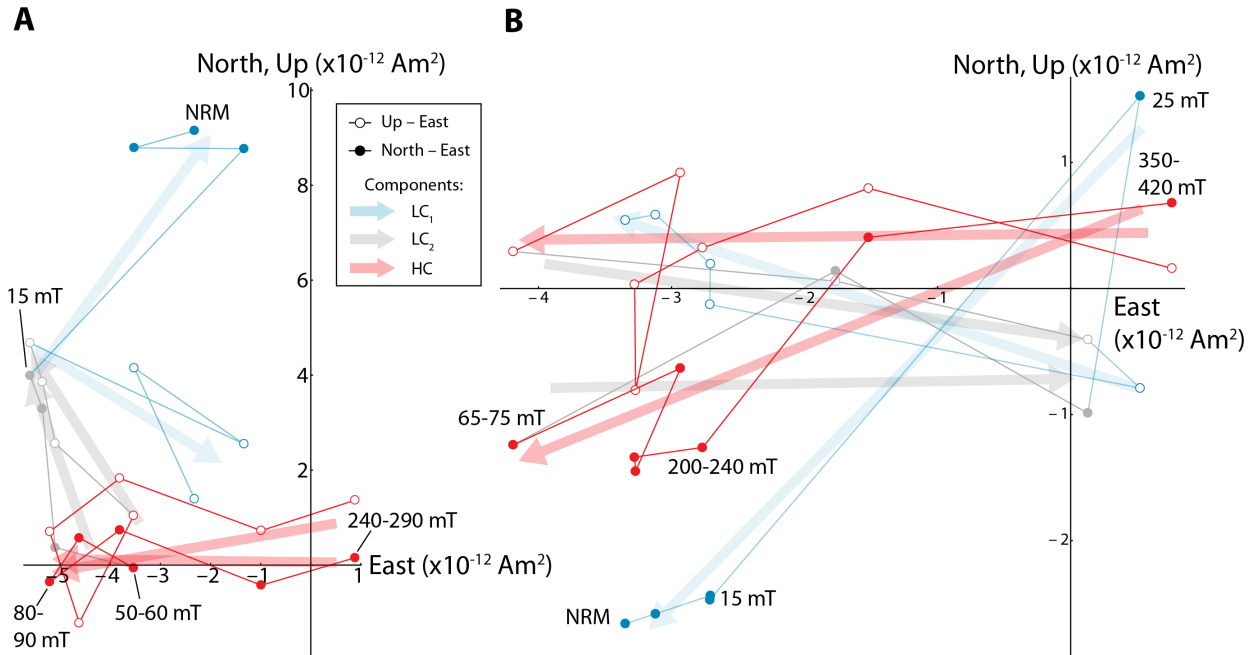 A
North, Up (x10⁻¹² Am²)
10
NRM
8
6
4
2
15 mT
Up – East
North – East
Components:
LC₁
LC₂
HC
240-290 mT
East (x10⁻¹² Am²)
−5
−4
−3
−2
−1
1
80-
90 mT
50-60 mT
B
North, Up (x10⁻¹² Am²)
25 mT
350-
420 mT
1
−4
−3
−2
−1
East
(x10⁻¹² Am²)
65-75 mT
200-240 mT
−1
−2
15 mT
NRM